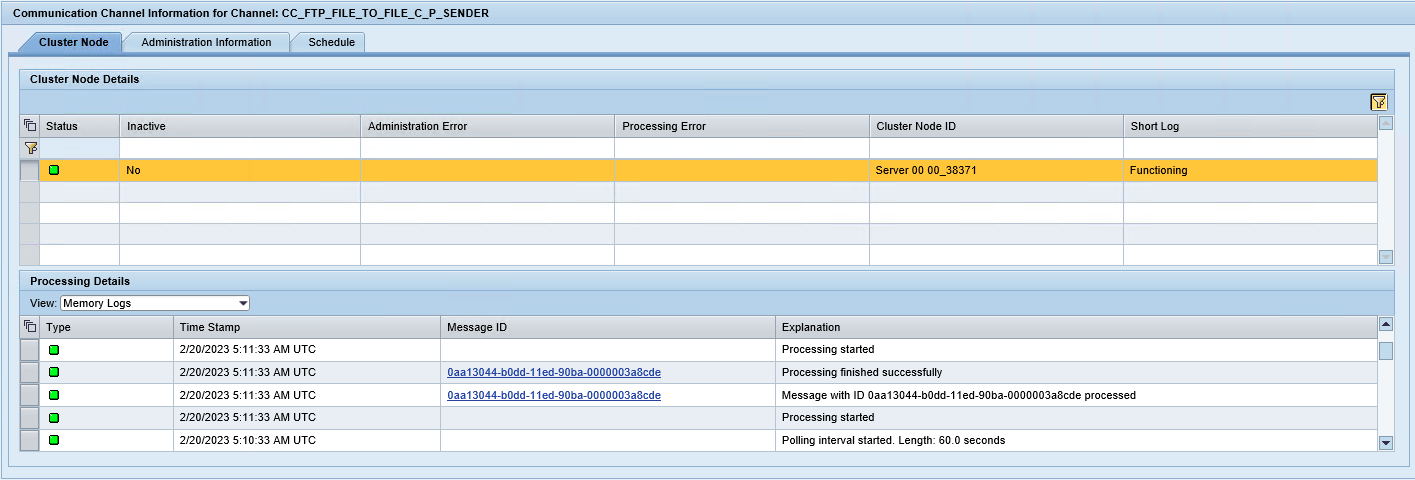 Communication Channel Information for Channel: CC_FTP_FILE_TO_FILE_C_P_SENDER
Cluster Node Administration Information Schedule
Cluster Node Details
Status Inactive Administration Error Processing Error Cluster Node ID Short Log
No Server 00 00_38371 Functioning
Processing Details
View: Memory Logs
Type Time Stamp Message ID Explanation
2/20/2023 5:11:33 AM UTC Processing started
2/20/2023 5:11:33 AM UTC 0aa13044-b0dd-11ed-90ba-0000003a8cde Processing finished successfully
2/20/2023 5:11:33 AM UTC 0aa13044-b0dd-11ed-90ba-0000003a8cde Message with ID 0aa13044-b0dd-11ed-90ba-0000003a8cde processed
2/20/2023 5:11:33 AM UTC Processing started
2/20/2023 5:10:33 AM UTC Polling interval started. Length: 60.0 seconds